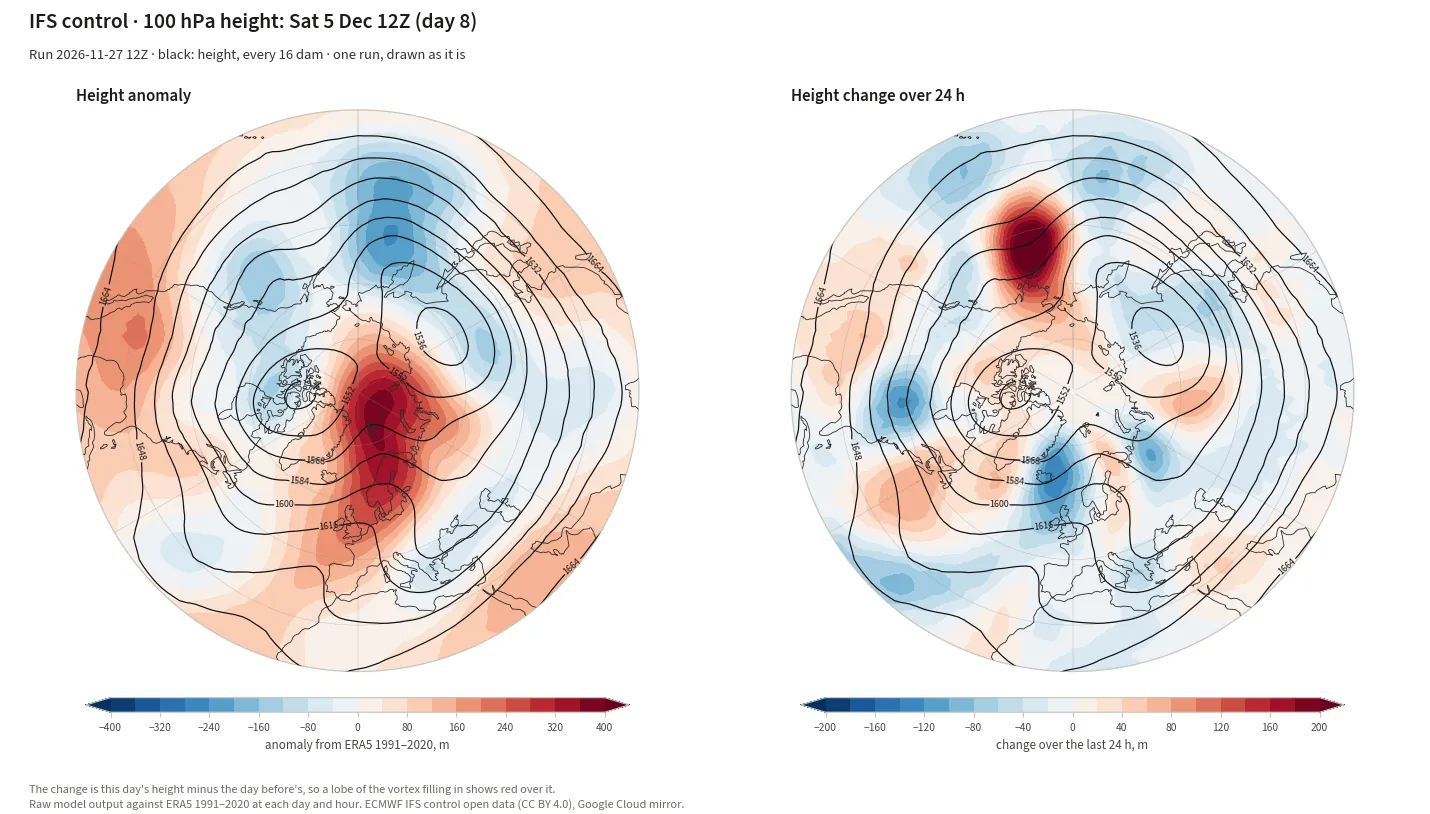 IFS control · 100 hPa height: Sat 5 Dec 12Z (day 8)
Run 2026-11-27 12Z · black: height, every 16 dam · one run, drawn as it is
Height anomaly
Height change over 24 h
1664
1632
1664
1536
1552
1648
1568
1584
1600
1664
1664
1632
1664
1536
1552
1648
1568
1584
1600
1664
−400 −320 −240 −160 −80 0 80 160 240 320 400
anomaly from ERA5 1991–2020, m
−200 −160 −120 −80 −40 0 40 80 120 160 200
change over the last 24 h, m
The change is this day's height minus the day before's, so a lobe of the vortex filling in shows red over it.
Raw model output against ERA5 1991–2020 at each day and hour. ECMWF IFS control open data (CC BY 4.0), Google Cloud mirror.